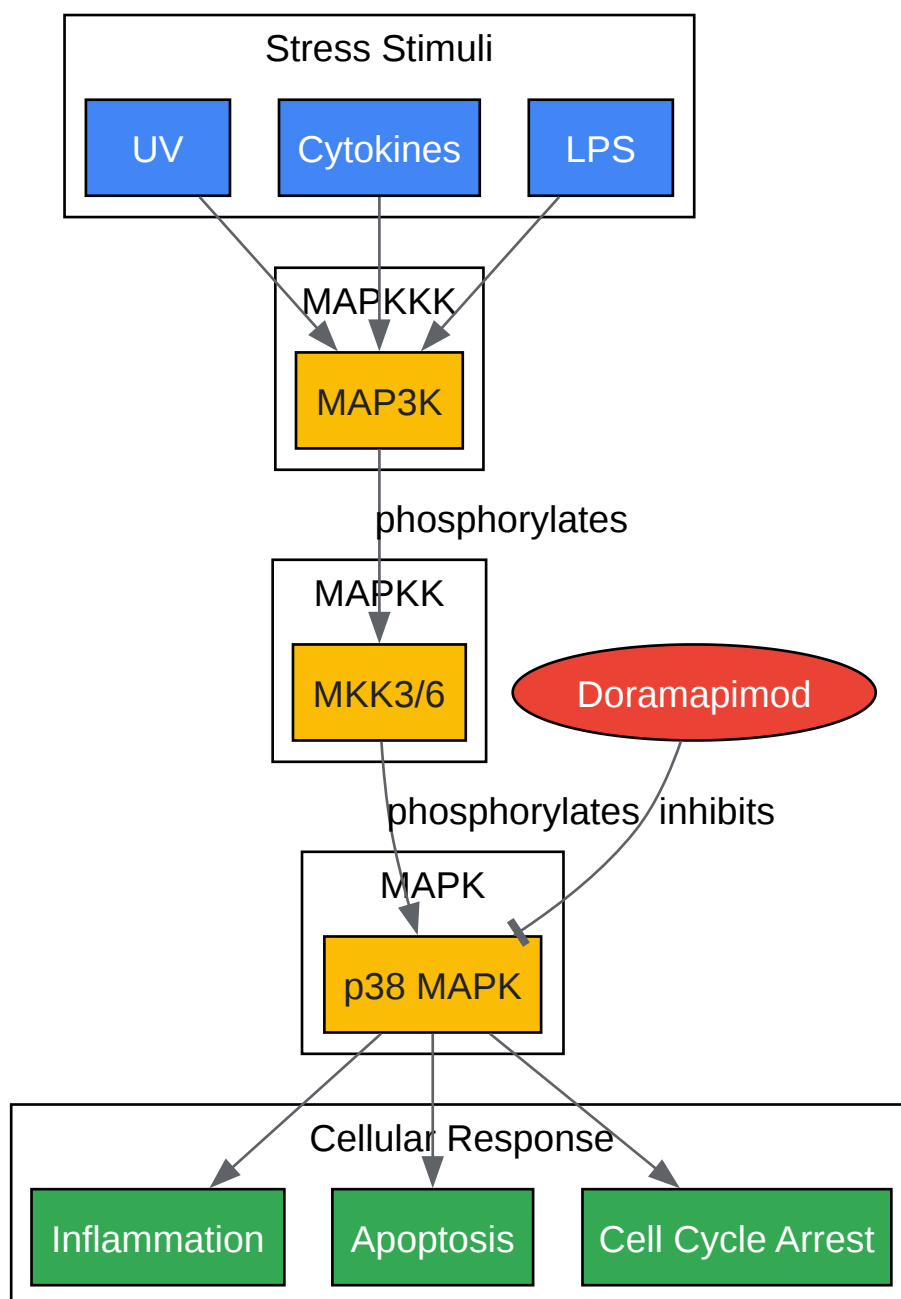 Stress Stimuli
UV
Cytokines
LPS
MAPKKK
MAP3K
phosphorylates
MAPKK
MKK3/6
Doramapimod
phosphorylates
inhibits
MAPK
p38 MAPK
Cellular Response
Inflammation
Apoptosis
Cell Cycle Arrest